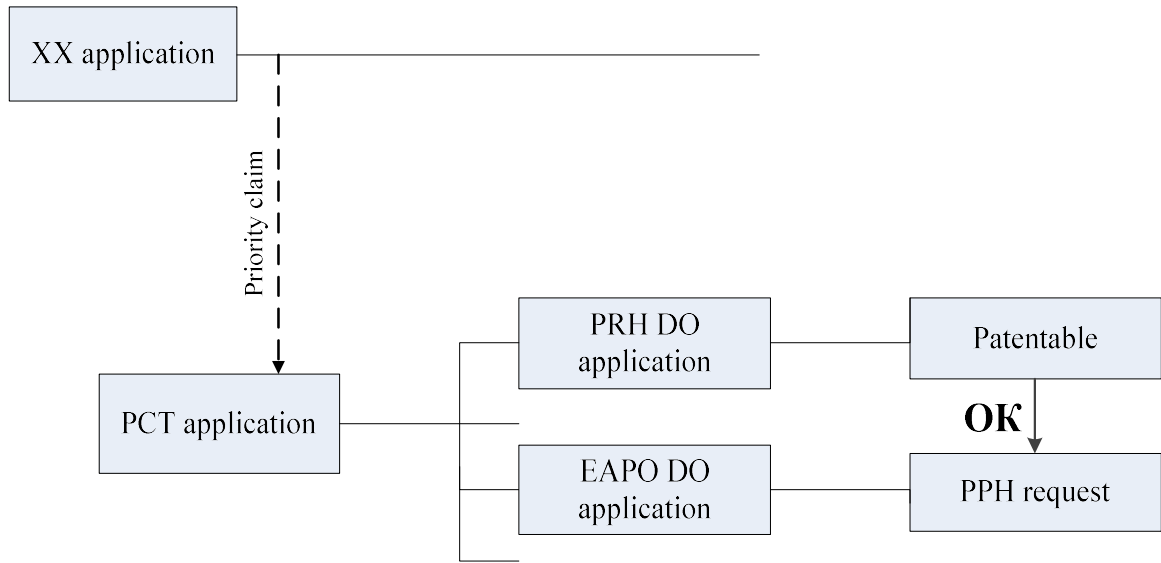 XX application
Priority claim
PCT application
PRH DO
application
Patentable
OK
EAPO DO
application
PPH request